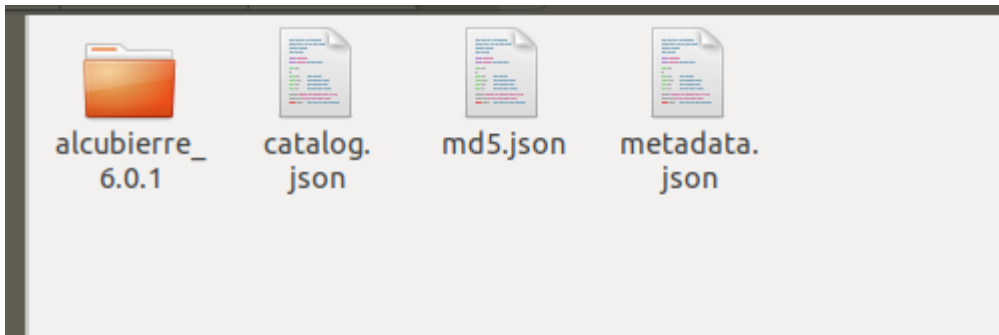 alcubierre_
6.0.1
catalog.
json
md5.json
metadata.
json